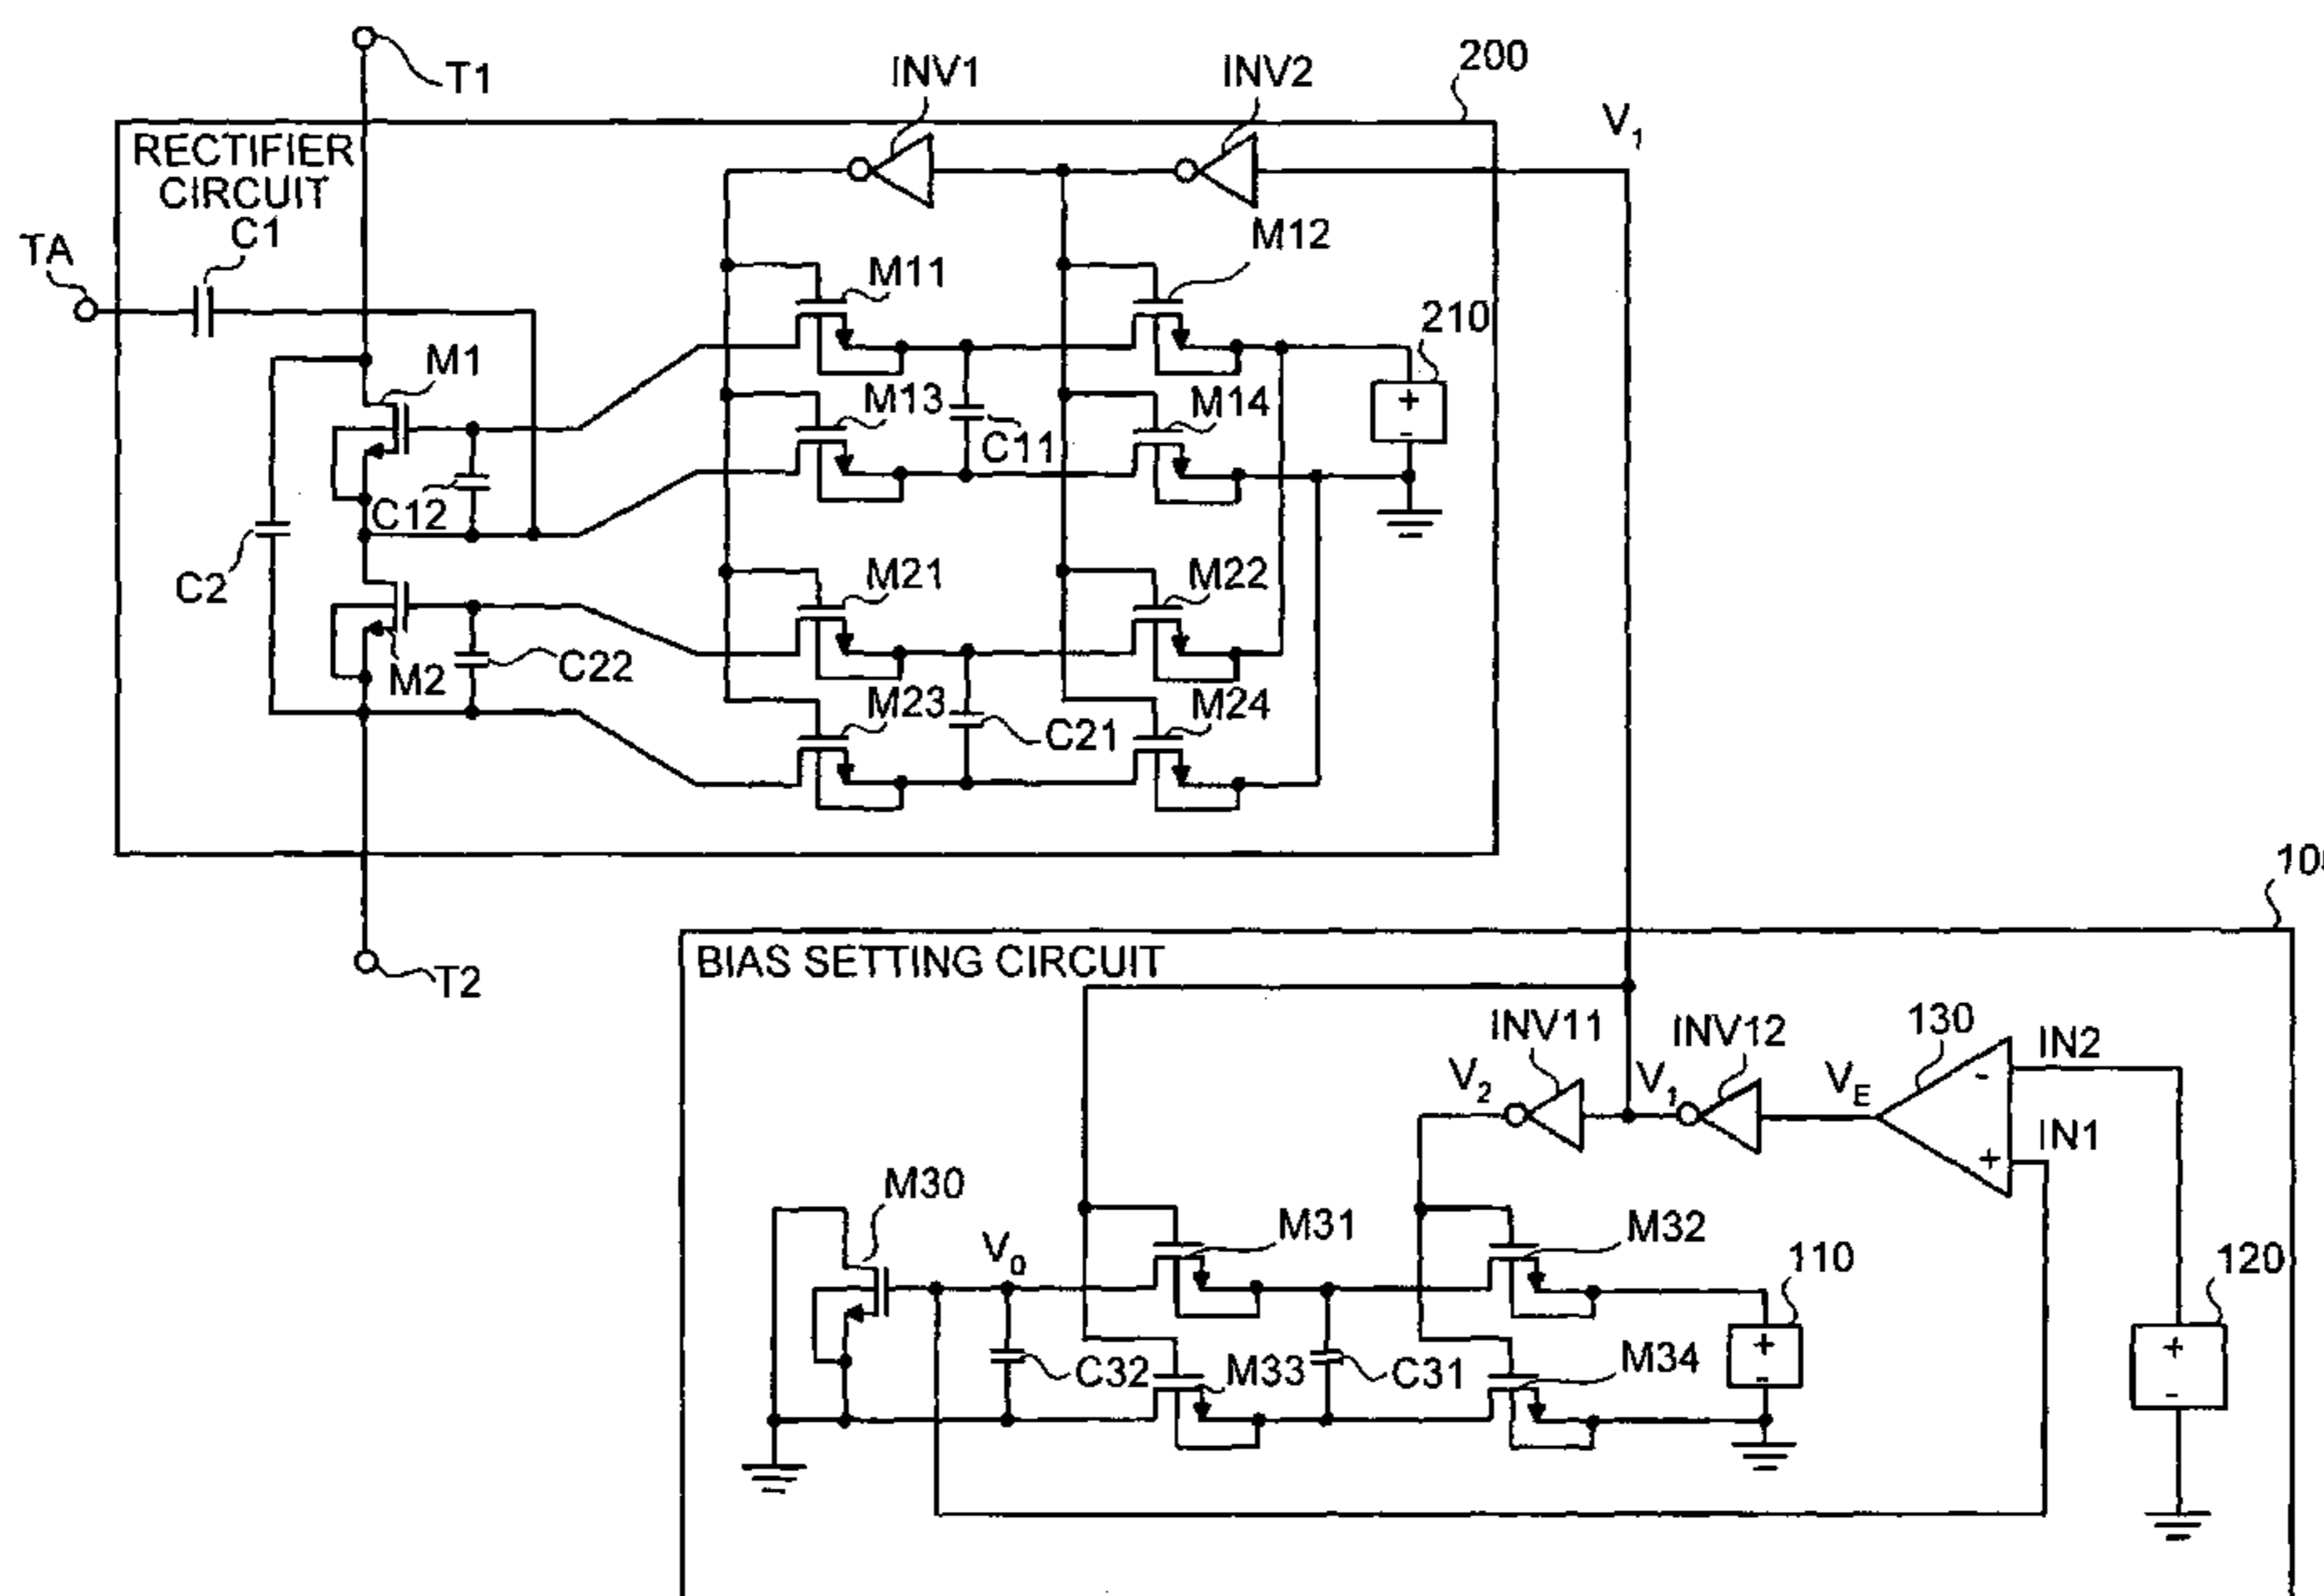 T1
INV1
INV2
200
V1
RECTIFIER
CIRCUIT
C1
M12
TA
M11
210
+
-
M1
M13
M14
C11
C12
C2
M21
M22
M2
C22
M23
M24
C21
T2
BIAS SETTING CIRCUIT
INV11
INV12
130
IN2
V2
V1
VE
-
IN1
+
M30
V0
M31
M32
110
120
+
-
C32
M33
C31
M34
+
-